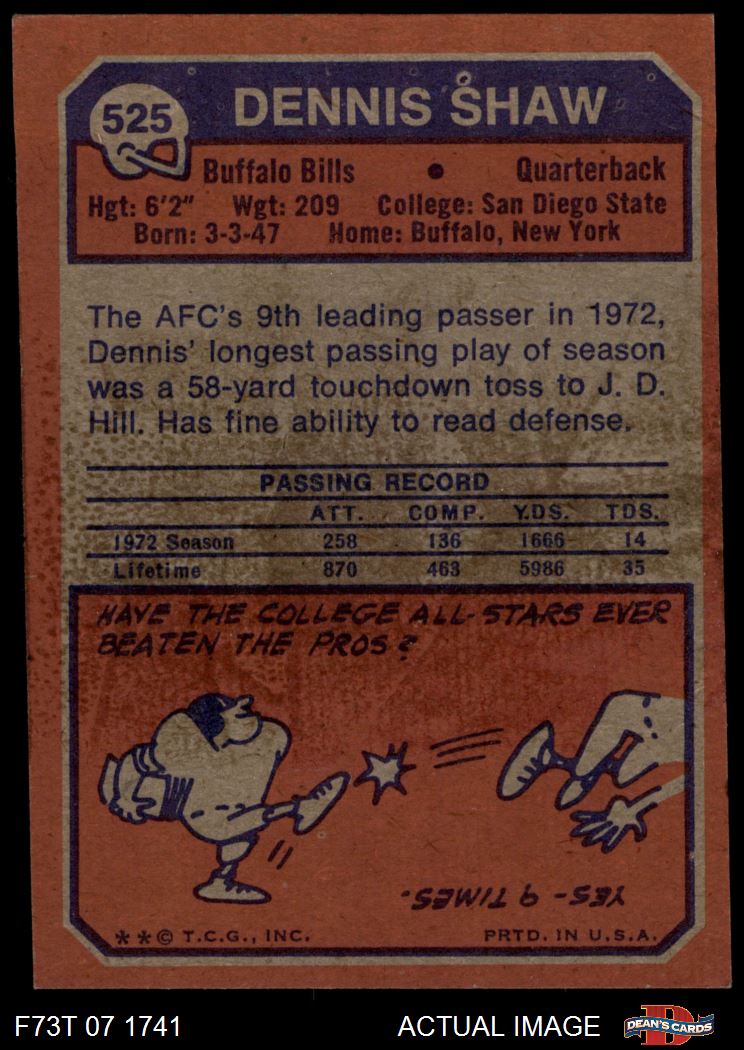 525
DENNIS SHAW
Buffalo Bills • Quarterback
Hgt: 6'2" Wgt: 209 College: San Diego State
Born: 3-3-47 Home: Buffalo, New York
The AFC's 9th leading passer in 1972,
Dennis' longest passing play of season
was a 58-yard touchdown toss to J. D.
Hill. Has fine ability to read defense.
PASSING RECORD
ATT. COMP. YDS. TDS.
1972 Season 258 136 1666 14
Lifetime 870 463 5986 35
HAVE THE COLLEGE ALL-STARS EVER
BEATEN THE PROS?
YES - 9 TIMES.
**© T.C.G., INC. PRTD. IN U.S.A.
F73T 07 1741 ACTUAL IMAGE DEAN'S CARDS